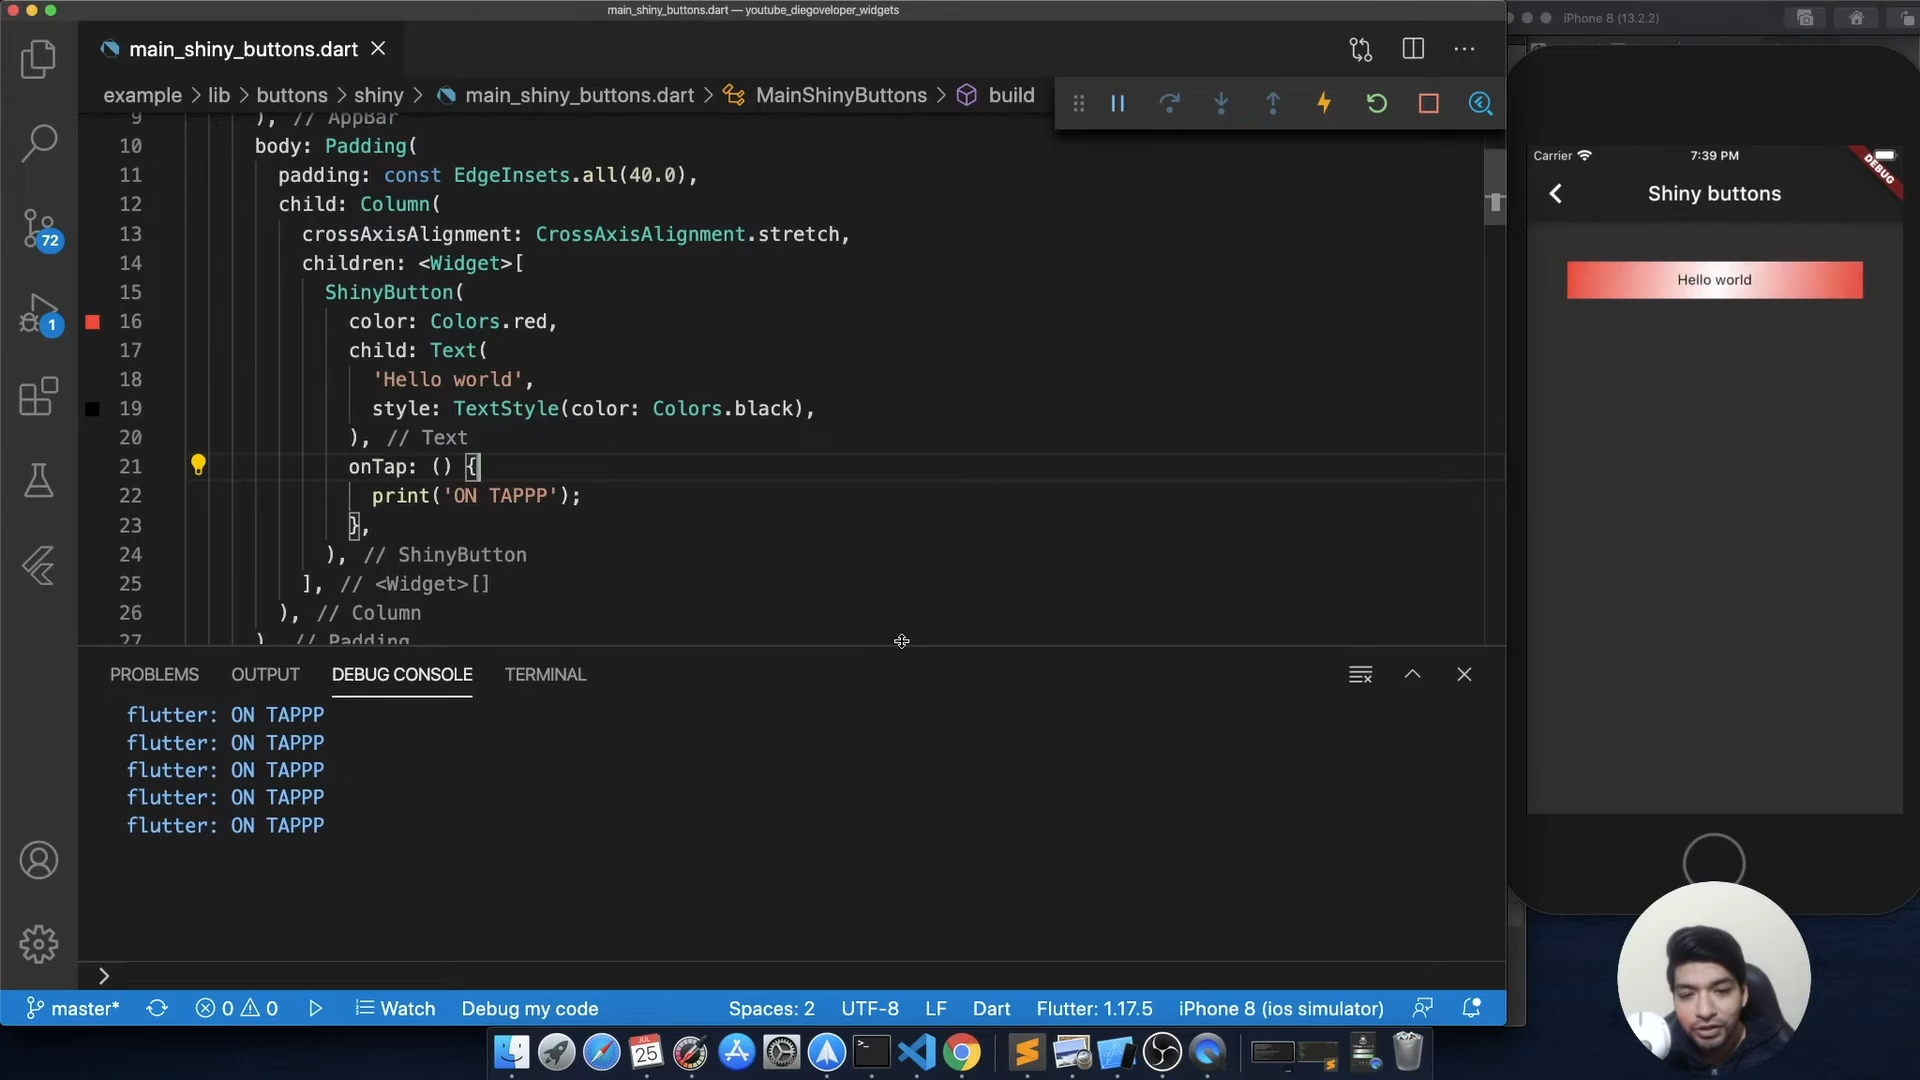 main_shiny_buttons.dart — youtube_diegoveloper_widgets
main_shiny_buttons.dart
example > lib > buttons > shiny > main_shiny_buttons.dart > MainShinyButtons > build
9 ), // AppBar
10 body: Padding(
11 padding: const EdgeInsets.all(40.0),
12 child: Column(
13 crossAxisAlignment: CrossAxisAlignment.stretch,
14 children: <Widget>[
15 ShinyButton(
16 color: Colors.red,
17 child: Text(
18 'Hello world',
19 style: TextStyle(color: Colors.black),
20 ), // Text
21 onTap: () {
22 print('ON TAPPP');
23 },
24 ), // ShinyButton
25 ], // <Widget>[]
26 ), // Column
27 ), // Padding
72
1
PROBLEMS OUTPUT DEBUG CONSOLE TERMINAL
flutter: ON TAPPP
flutter: ON TAPPP
flutter: ON TAPPP
flutter: ON TAPPP
flutter: ON TAPPP
master* 0 0 Watch Debug my code Spaces: 2 UTF-8 LF Dart Flutter: 1.17.5 iPhone 8 (ios simulator)
iPhone 8 (13.2.2)
Carrier 7:39 PM
DEBUG
Shiny buttons
Hello world
JUL
25